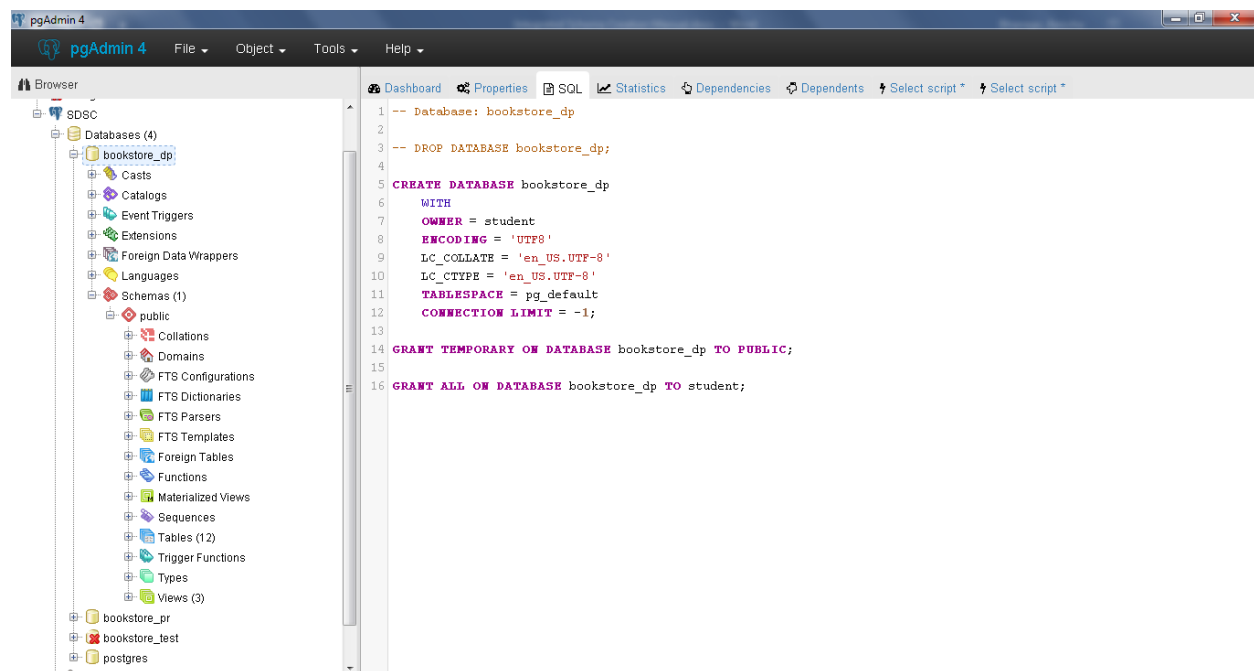 pgAdmin 4
pgAdmin 4 File Object Tools Help
Browser
Dashboard Properties SQL Statistics Dependencies Dependents Select script * Select script *
SDSC
Databases (4)
bookstore_dp
Casts
Catalogs
Event Triggers
Extensions
Foreign Data Wrappers
Languages
Schemas (1)
public
Collations
Domains
FTS Configurations
FTS Dictionaries
FTS Parsers
FTS Templates
Foreign Tables
Functions
Materialized Views
Sequences
Tables (12)
Trigger Functions
Types
Views (3)
bookstore_pr
bookstore_test
postgres
1 -- Database: bookstore_dp
2
3 -- DROP DATABASE bookstore_dp;
4
5 CREATE DATABASE bookstore_dp
6 WITH
7 OWNER = student
8 ENCODING = 'UTF8'
9 LC_COLLATE = 'en_US.UTF-8'
10 LC_CTYPE = 'en_US.UTF-8'
11 TABLESPACE = pg_default
12 CONNECTION LIMIT = -1;
13
14 GRANT TEMPORARY ON DATABASE bookstore_dp TO PUBLIC;
15
16 GRANT ALL ON DATABASE bookstore_dp TO student;